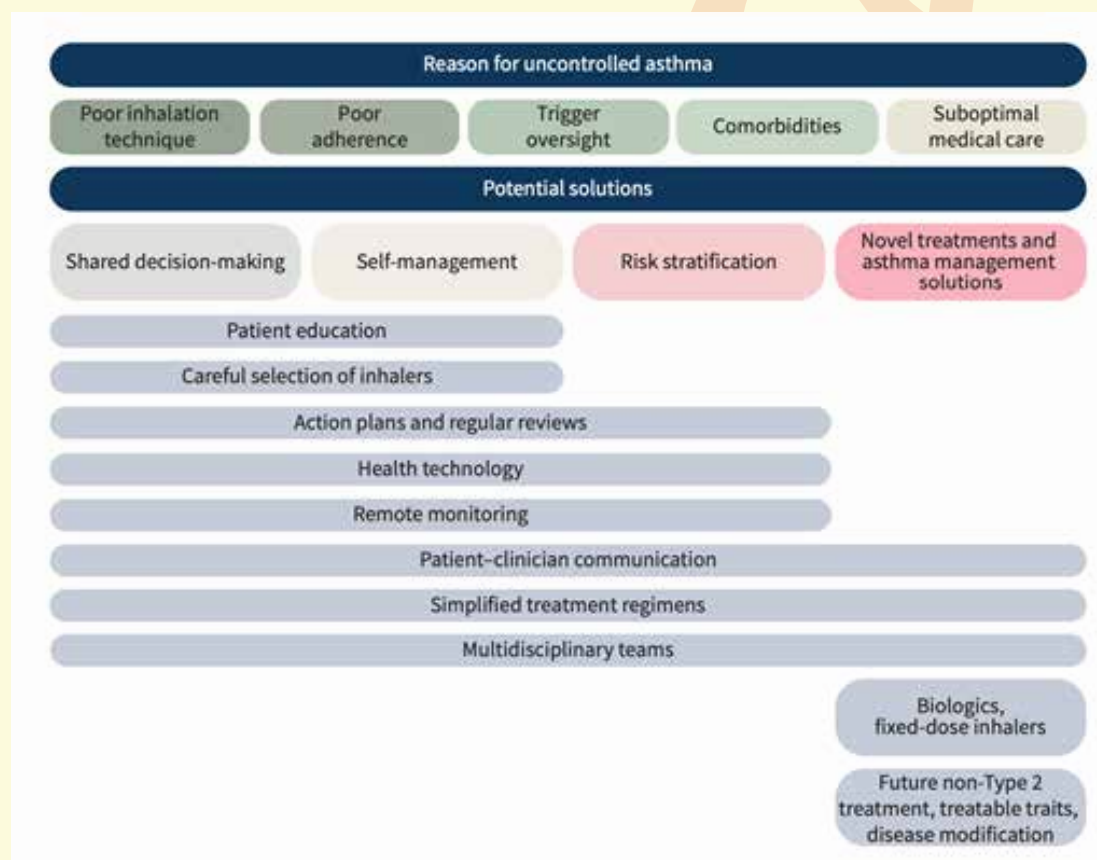 Reason for uncontrolled asthma
Poor inhalation
technique
Poor
adherence
Trigger
oversight
Comorbidities
Suboptimal
medical care
Potential solutions
Shared decision-making
Self-management
Risk stratification
Novel treatments and
asthma management
solutions
Patient education
Careful selection of inhalers
Action plans and regular reviews
Health technology
Remote monitoring
Patient–clinician communication
Simplified treatment regimens
Multdisciplinary teams
Biologics,
fixed-dose inhalers
Future non-Type 2
treatment, treatable traits,
disease modification